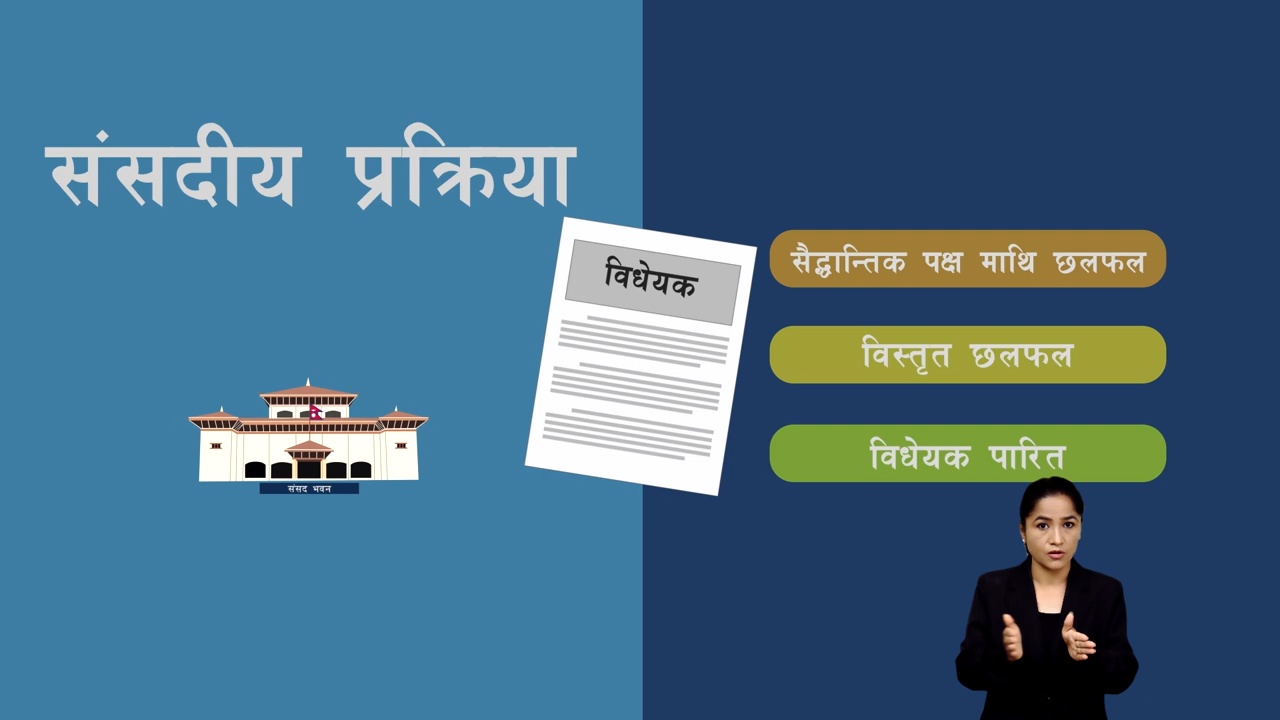 संसदीय प्रक्रिया
विधेयक
सैद्धान्तिक पक्ष माथि छलफल
विस्तृत छलफल
विधेयक पारित
संसद भवन